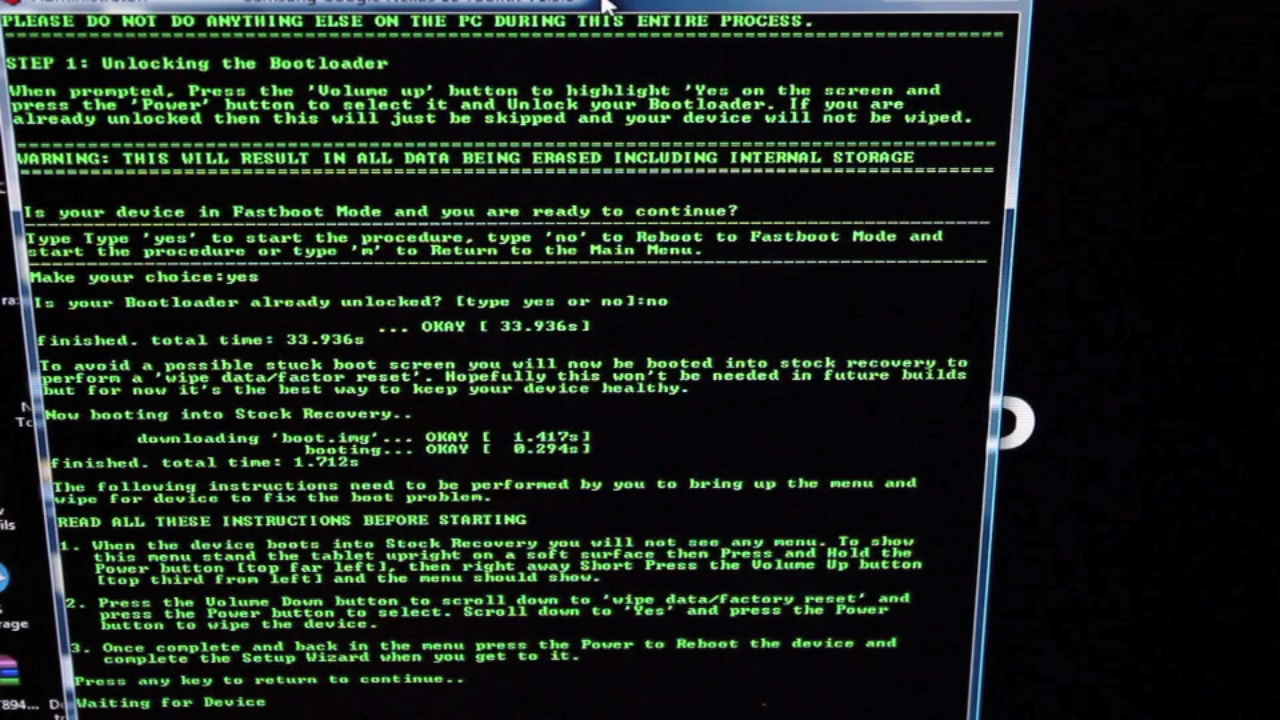 PLEASE DO NOT DO ANYTHING ELSE ON THE PC DURING THIS ENTIRE PROCESS.
STEP 1: Unlocking the Bootloader
When prompted, Press the 'Volume up' button to highlight 'Yes on the screen and
press the 'Power' button to select it and Unlock your Bootloader. If you are
already unlocked then this will just be skipped and your device will not be wiped.
WARNING: THIS WILL RESULT IN ALL DATA BEING ERASED INCLUDING INTERNAL STORAGE
Is your device in Fastboot Mode and you are ready to continue?
Type Type 'yes' to start the procedure, type 'no' to Reboot to Fastboot Mode and
start the procedure or type 'm' to Return to the Main Menu.
Make your choice:yes
Is your Bootloader already unlocked? [type yes or no]:no
... OKAY [ 33.936s]
finished. total time: 33.936s
To avoid a possible stuck boot screen you will now be booted into stock recovery to
perform a 'wipe data/factor reset'. Hopefully this won't be needed in future builds
but for now it's the best way to keep your device healthy.
Now booting into Stock Recovery..
downloading 'boot.img'... OKAY [ 1.417s]
booting... OKAY [ 0.294s]
finished. total time: 1.712s
The following instructions need to be performed by you to bring up the menu and
wipe for device to fix the boot problem.
READ ALL THESE INSTRUCTIONS BEFORE STARTING
1. When the device boots into Stock Recovery you will not see any menu. To show
this menu stand the tablet upright on a soft surface then Press and Hold the
Power button [top far left], then right away Short Press the Volume Up button
[top third from left] and the menu should show.
2. Press the Volume Down button to scroll down to 'wipe data/factory reset' and
press the Power button to select. Scroll down to 'Yes' and press the Power
button to wipe the device.
3. Once complete and back in the menu press the Power to Reboot the device and
complete the Setup Wizard when you get to it.
Press any key to return to continue..
Waiting for Device